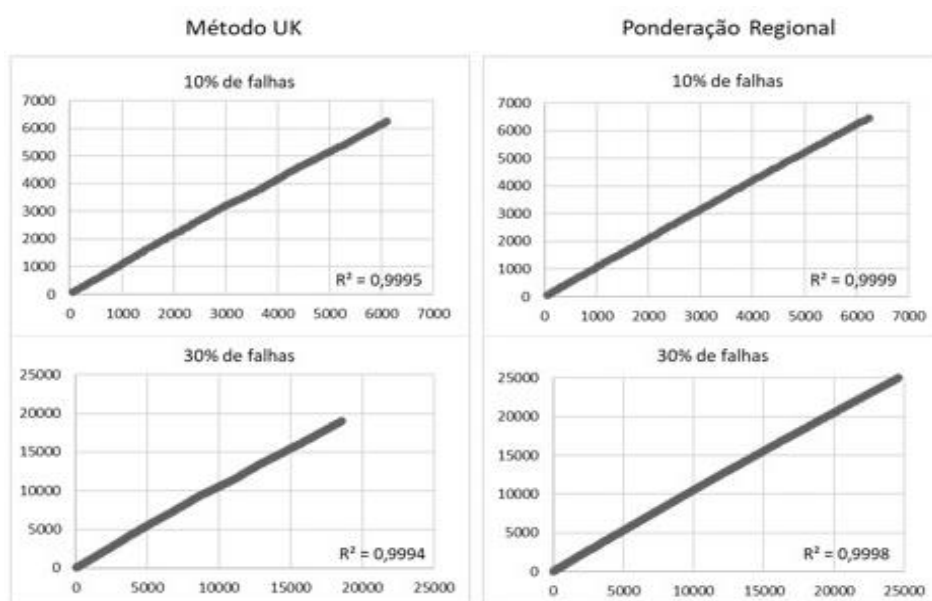 Método UK
Ponderação Regional
10% de falhas
7000
6000
5000
4000
3000
2000
1000
0
R² = 0,9995
0 1000 2000 3000 4000 5000 6000 7000
10% de falhas
7000
6000
5000
4000
3000
2000
1000
0
R² = 0,9999
0 1000 2000 3000 4000 5000 6000 7000
30% de falhas
25000
20000
15000
10000
5000
0
R² = 0,9994
0 5000 10000 15000 20000 25000
30% de falhas
25000
20000
15000
10000
5000
0
R² = 0,9998
0 5000 10000 15000 20000 25000